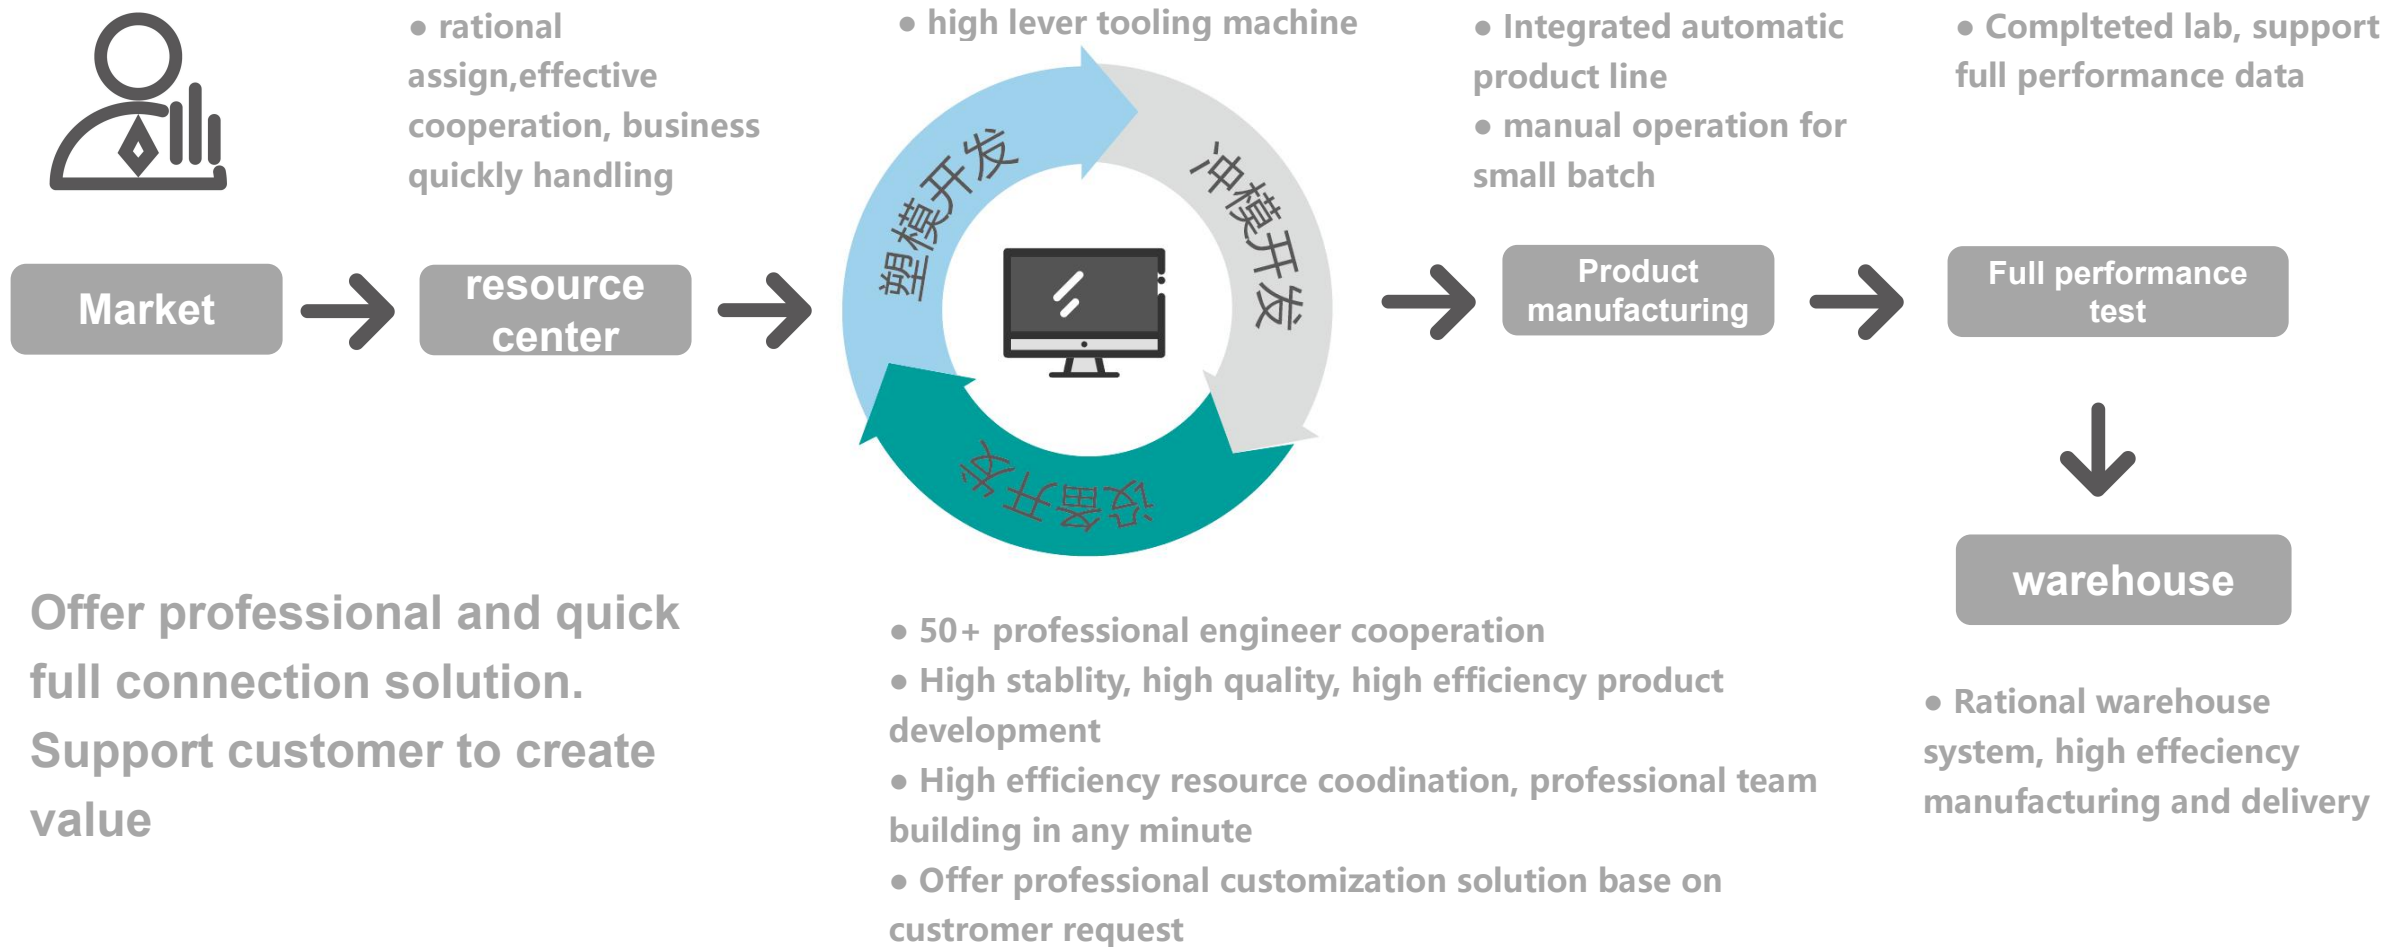 ● rational
assign,effective
cooperation, business
quickly handling
● high lever tooling machine
● Integrated automatic
product line
● manual operation for
small batch
● Complteted lab, support
full performance data
塑模开发
冲模开发
设备开发
Market
resource
center
Product
manufacturing
Full performance
test
warehouse
Offer professional and quick
full connection solution.
Support customer to create
value
● 50+ professional engineer cooperation
● High stablity, high quality, high efficiency product
development
● High efficiency resource coodination, professional team
building in any minute
● Offer professional customization solution base on
custromer request
● Rational warehouse
system, high effeciency
manufacturing and delivery